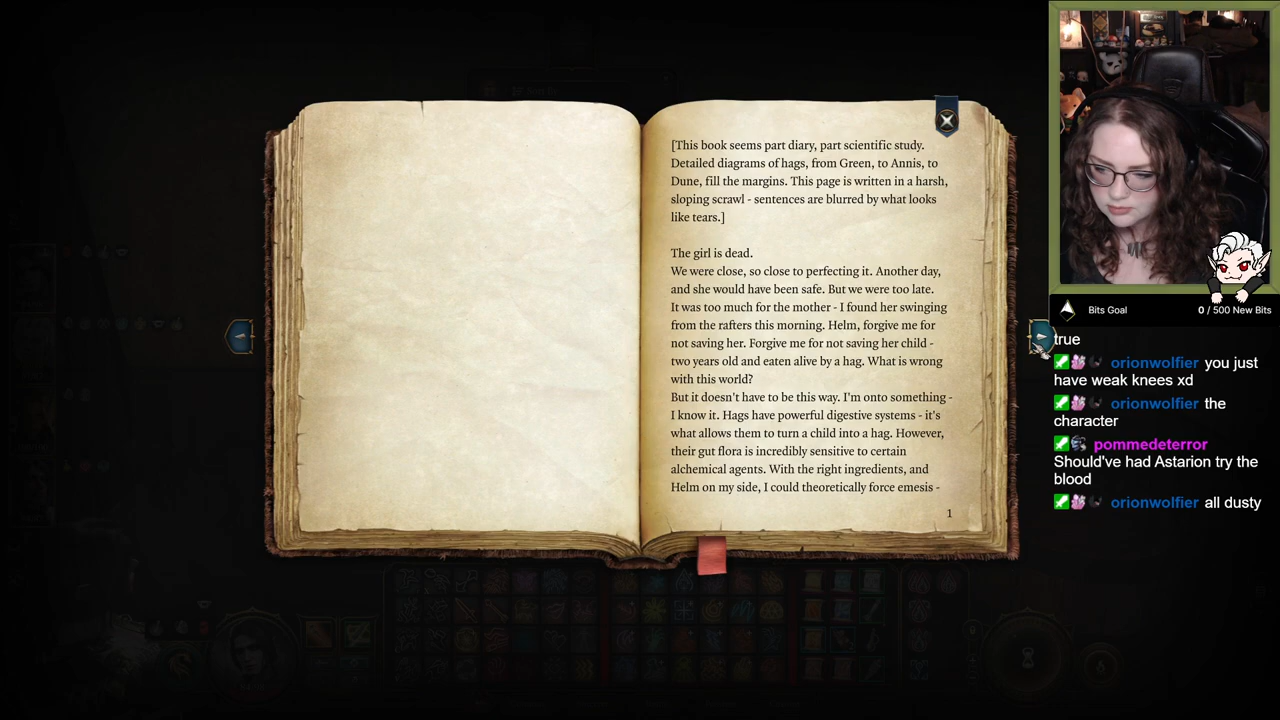 [This book seems part diary, part scientific study.
Detailed diagrams of hags, from Green, to Annis, to
Dune, fill the margins. This page is written in a harsh,
sloping scrawl - sentences are blurred by what looks
like tears.]
The girl is dead.
We were close, so close to perfecting it. Another day,
and she would have been safe. But we were too late.
It was too much for the mother - I found her swinging
from the rafters this morning. Helm, forgive me for
not saving her. Forgive me for not saving her child -
two years old and eaten alive by a hag. What is wrong
with this world?
But it doesn't have to be this way. I'm onto something -
I know it. Hags have powerful digestive systems - it's
what allows them to turn a child into a hag. However,
their gut flora is incredibly sensitive to certain
alchemical agents. With the right ingredients, and
Helm on my side, I could theoretically force emesis -
1
Bits Goal 0 / 500 New Bits
true
orionwolfier you just
have weak knees xd
orionwolfier the
character
pommedeterror
Should've had Astarion try the
blood
orionwolfier all dusty